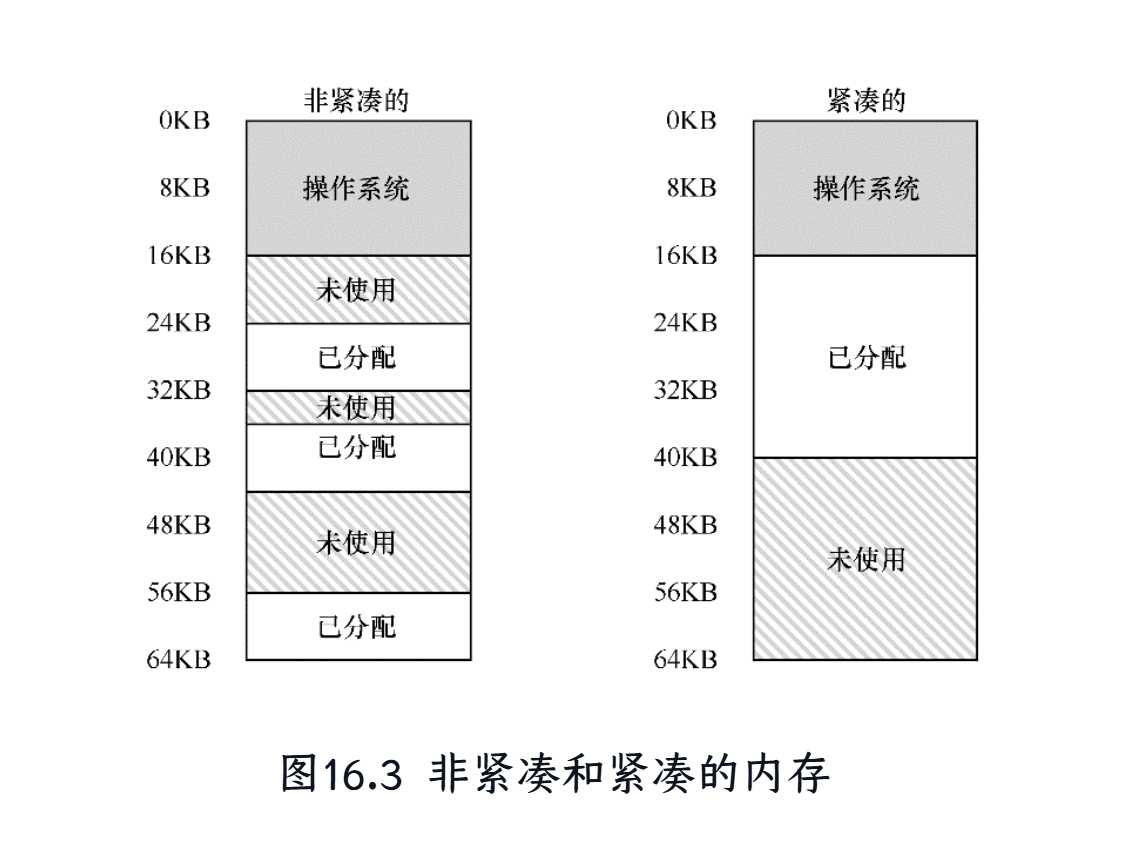 非紧凑的
0KB
8KB
16KB
24KB
32KB
40KB
48KB
56KB
64KB
操作系统
未使用
已分配
未使用
已分配
未使用
已分配
紧凑的
0KB
8KB
16KB
24KB
32KB
40KB
48KB
56KB
64KB
操作系统
已分配
未使用
图16.3 非紧凑和紧凑的内存